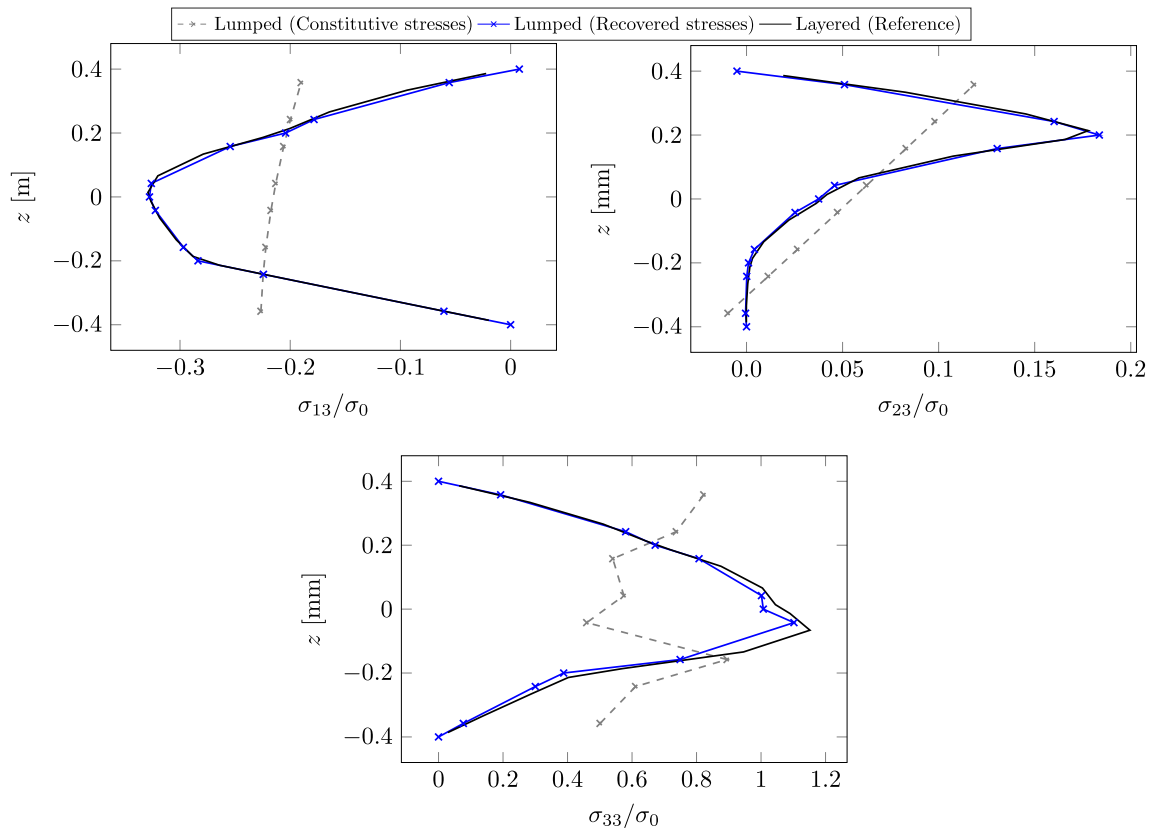 Lumped (Constitutive stresses) Lumped (Recovered stresses) Layered (Reference)
0.4
0.2
0
−0.2
−0.4
z [m]
−0.3 −0.2 −0.1 0
σ13/σ0
0.4
0.2
0
−0.2
−0.4
z [mm]
0.0 0.05 0.1 0.15 0.2
σ23/σ0
0.4
0.2
0
−0.2
−0.4
z [mm]
0 0.2 0.4 0.6 0.8 1 1.2
σ33/σ0